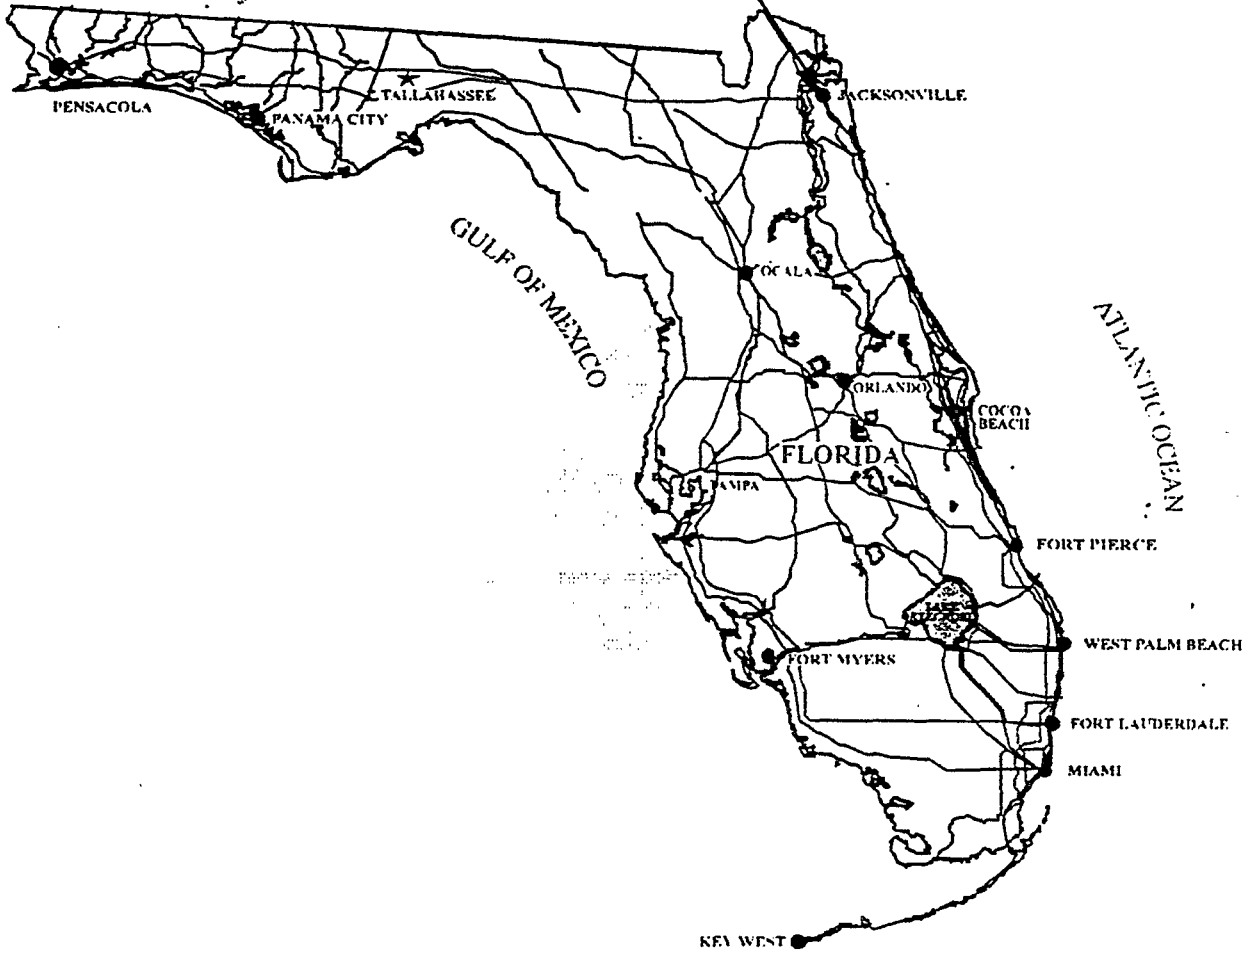 PENSACOLA
TALLAHASSEE
JACKSONVILLE
PANAMA CITY
GULF OF MEXICO
OCALA
ATLANTIC OCEAN
ORLANDO
COCOA
BEACH
FLORIDA
TAMPA
FORT PIERCE
LAKE
WEST PALM BEACH
FORT MYERS
FORT LAUDERDALE
MIAMI
KEY WEST